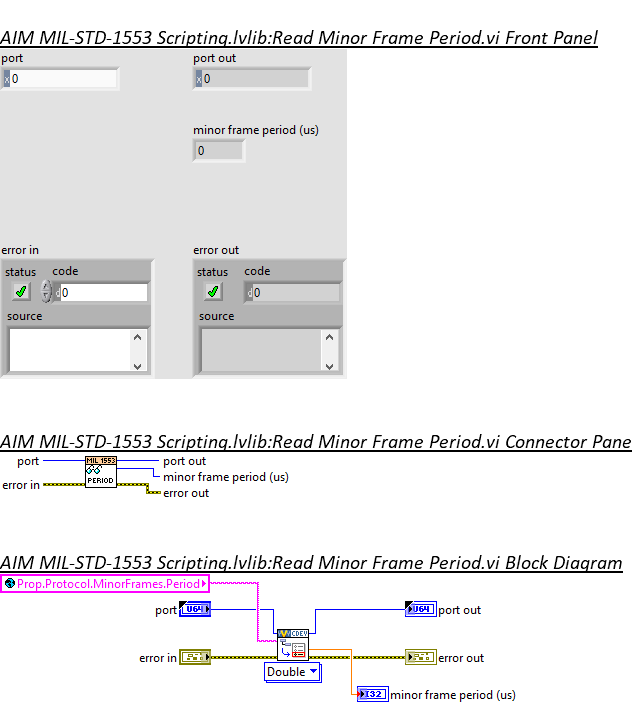 AIM MIL-STD-1553 Scripting.lvlib:Read Minor Frame Period.vi Front Panel
port
port out
x 0
x 0
minor frame period (us)
0
error in
error out
status code
status code
d 0
d 0
source
source
AIM MIL-STD-1553 Scripting.lvlib:Read Minor Frame Period.vi Connector Pane
port
MIL 1553
port out
minor frame period (us)
error in
PERIOD
error out
AIM MIL-STD-1553 Scripting.lvlib:Read Minor Frame Period.vi Block Diagram
Prop.Protocol.MinorFrames.Period
port
U64
U64
port out
CDEV
error in
error out
Double
I32
minor frame period (us)